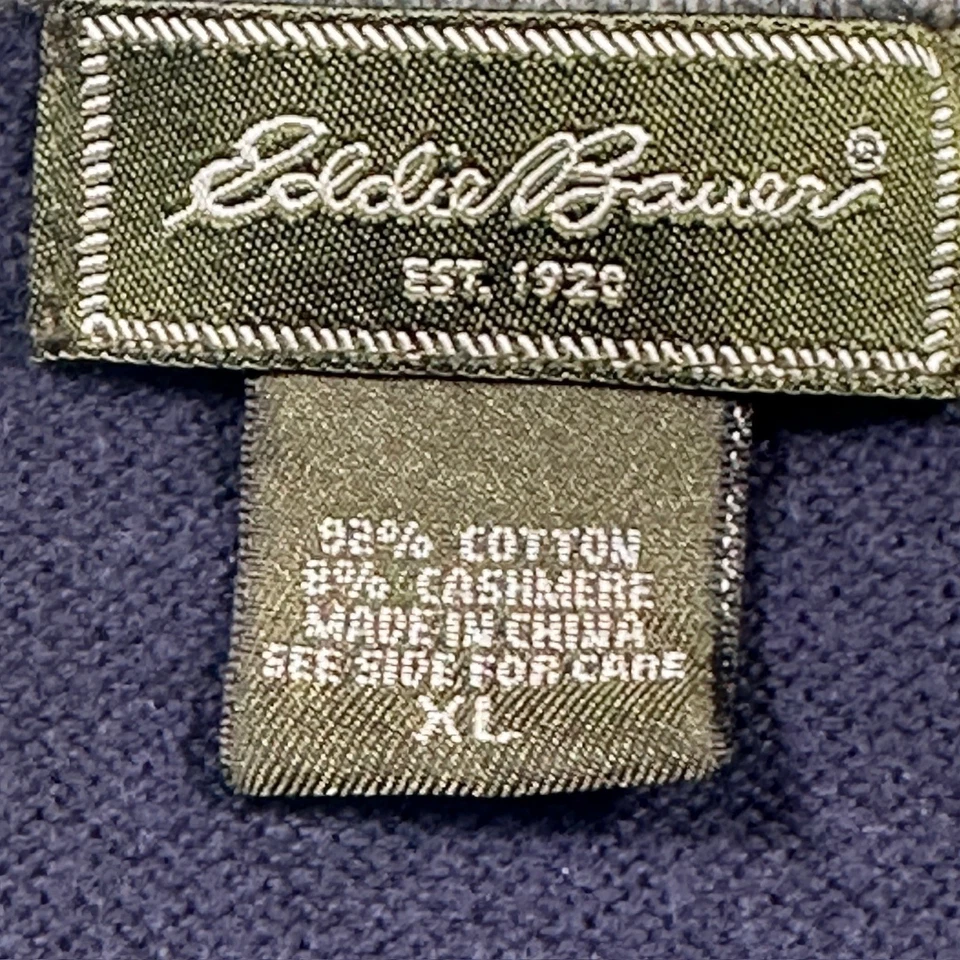 Eddie Bauer®
EST. 1920
92% COTTON
8% CASHMERE
MADE IN CHINA
SEE SIDE FOR CARE
XL